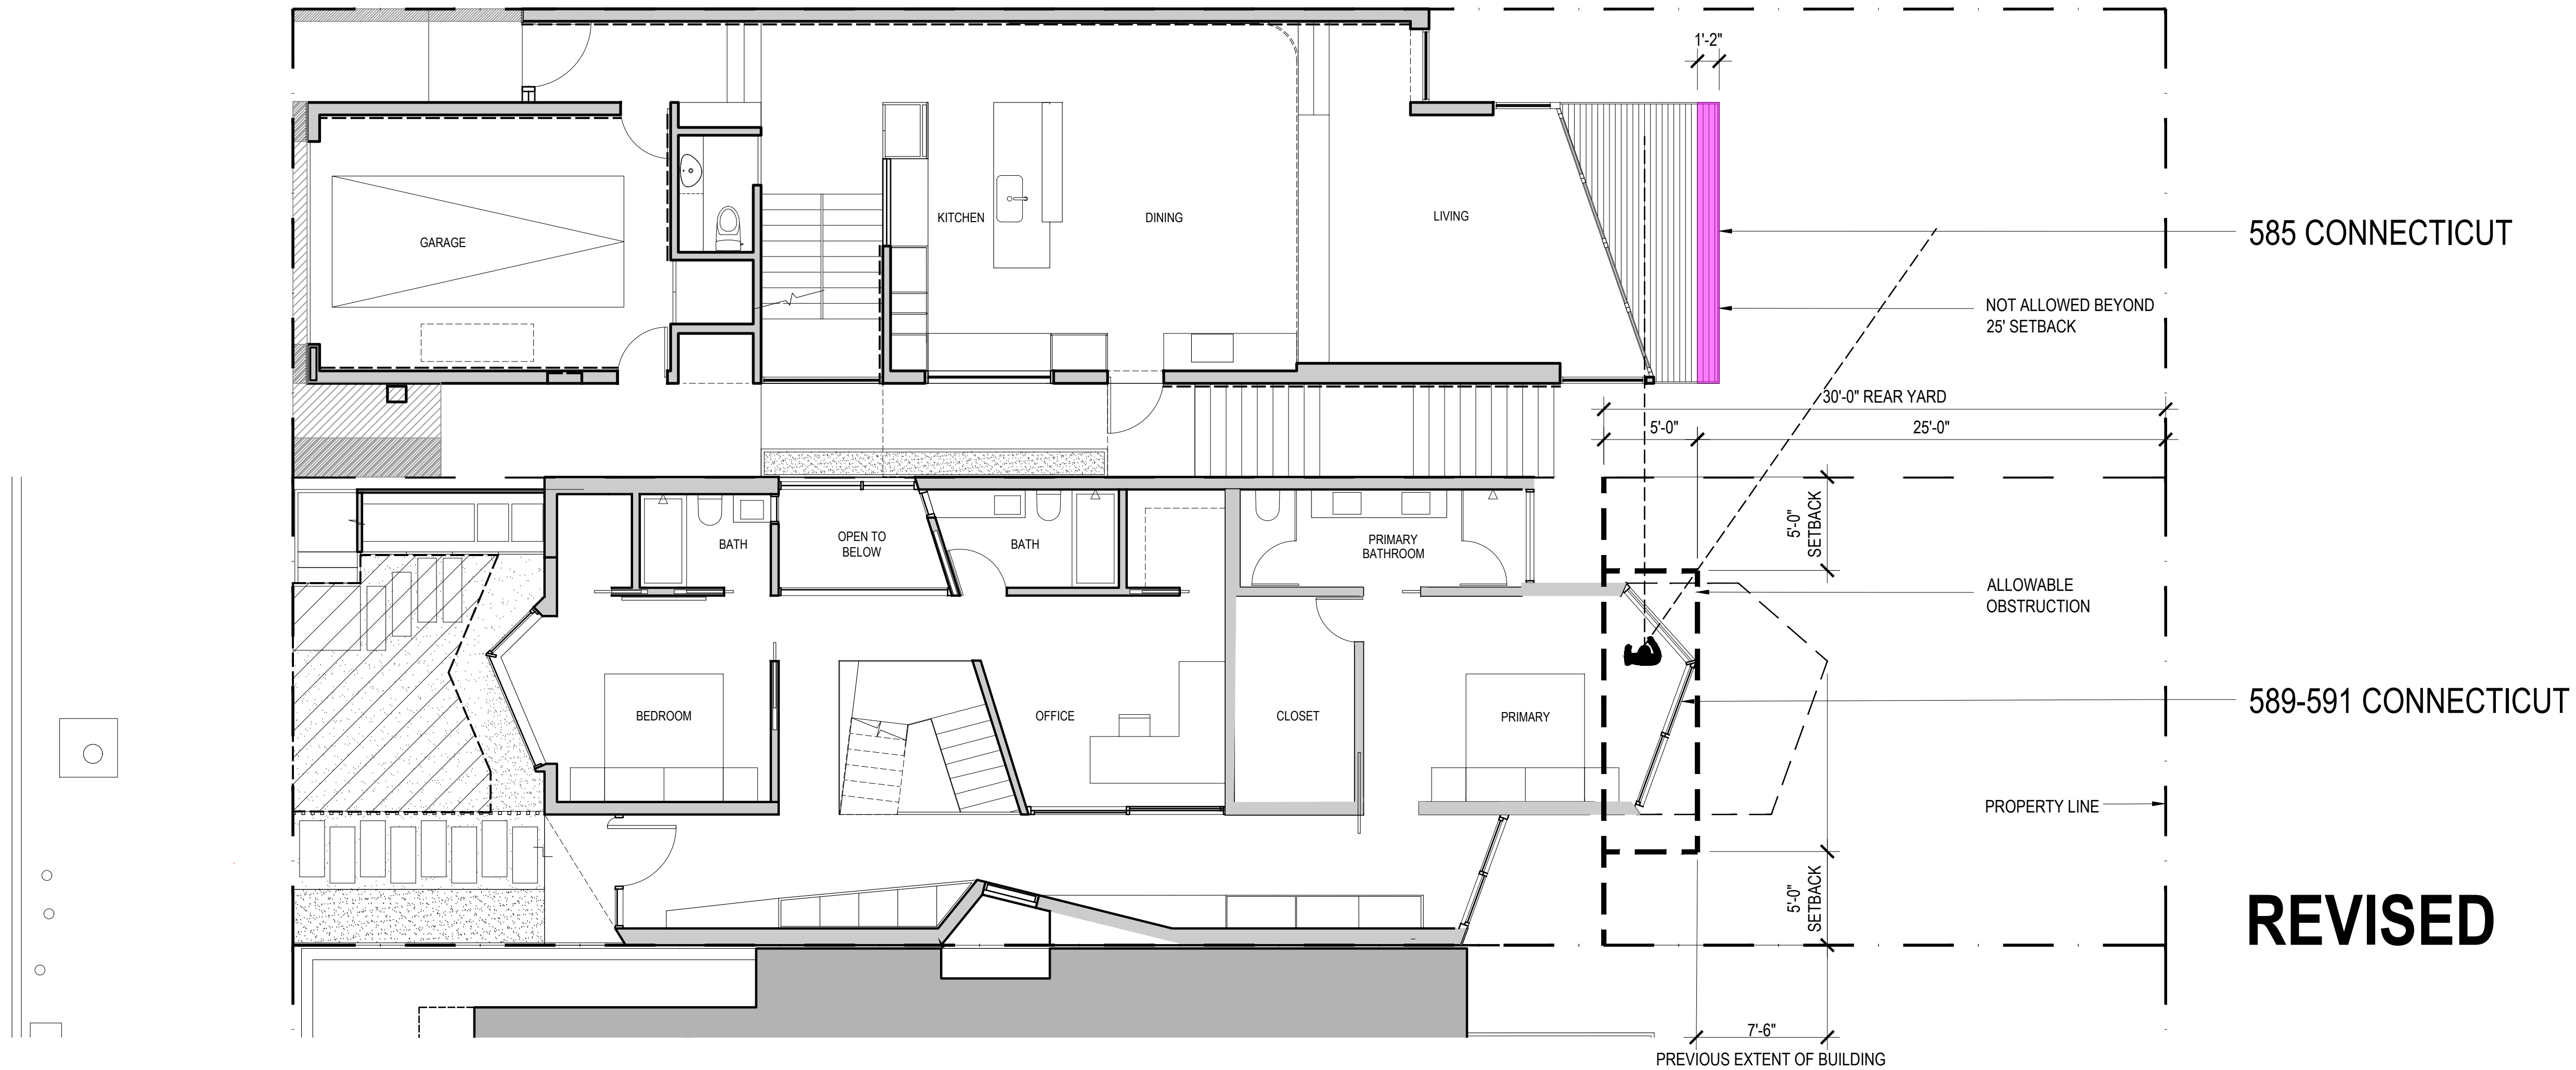 1'-2"
585 CONNECTICUT
KITCHEN
DINING
LIVING
GARAGE
NOT ALLOWED BEYOND
25' SETBACK
30'-0" REAR YARD
5'-0"
25'-0"
5'-0"
SETBACK
OPEN TO
BELOW
BATH
BATH
PRIMARY
BATHROOM
ALLOWABLE
OBSTRUCTION
589-591 CONNECTICUT
BEDROOM
OFFICE
CLOSET
PRIMARY
PROPERTY LINE
5'-0"
SETBACK
REVISED
7'-6"
PREVIOUS EXTENT OF BUILDING